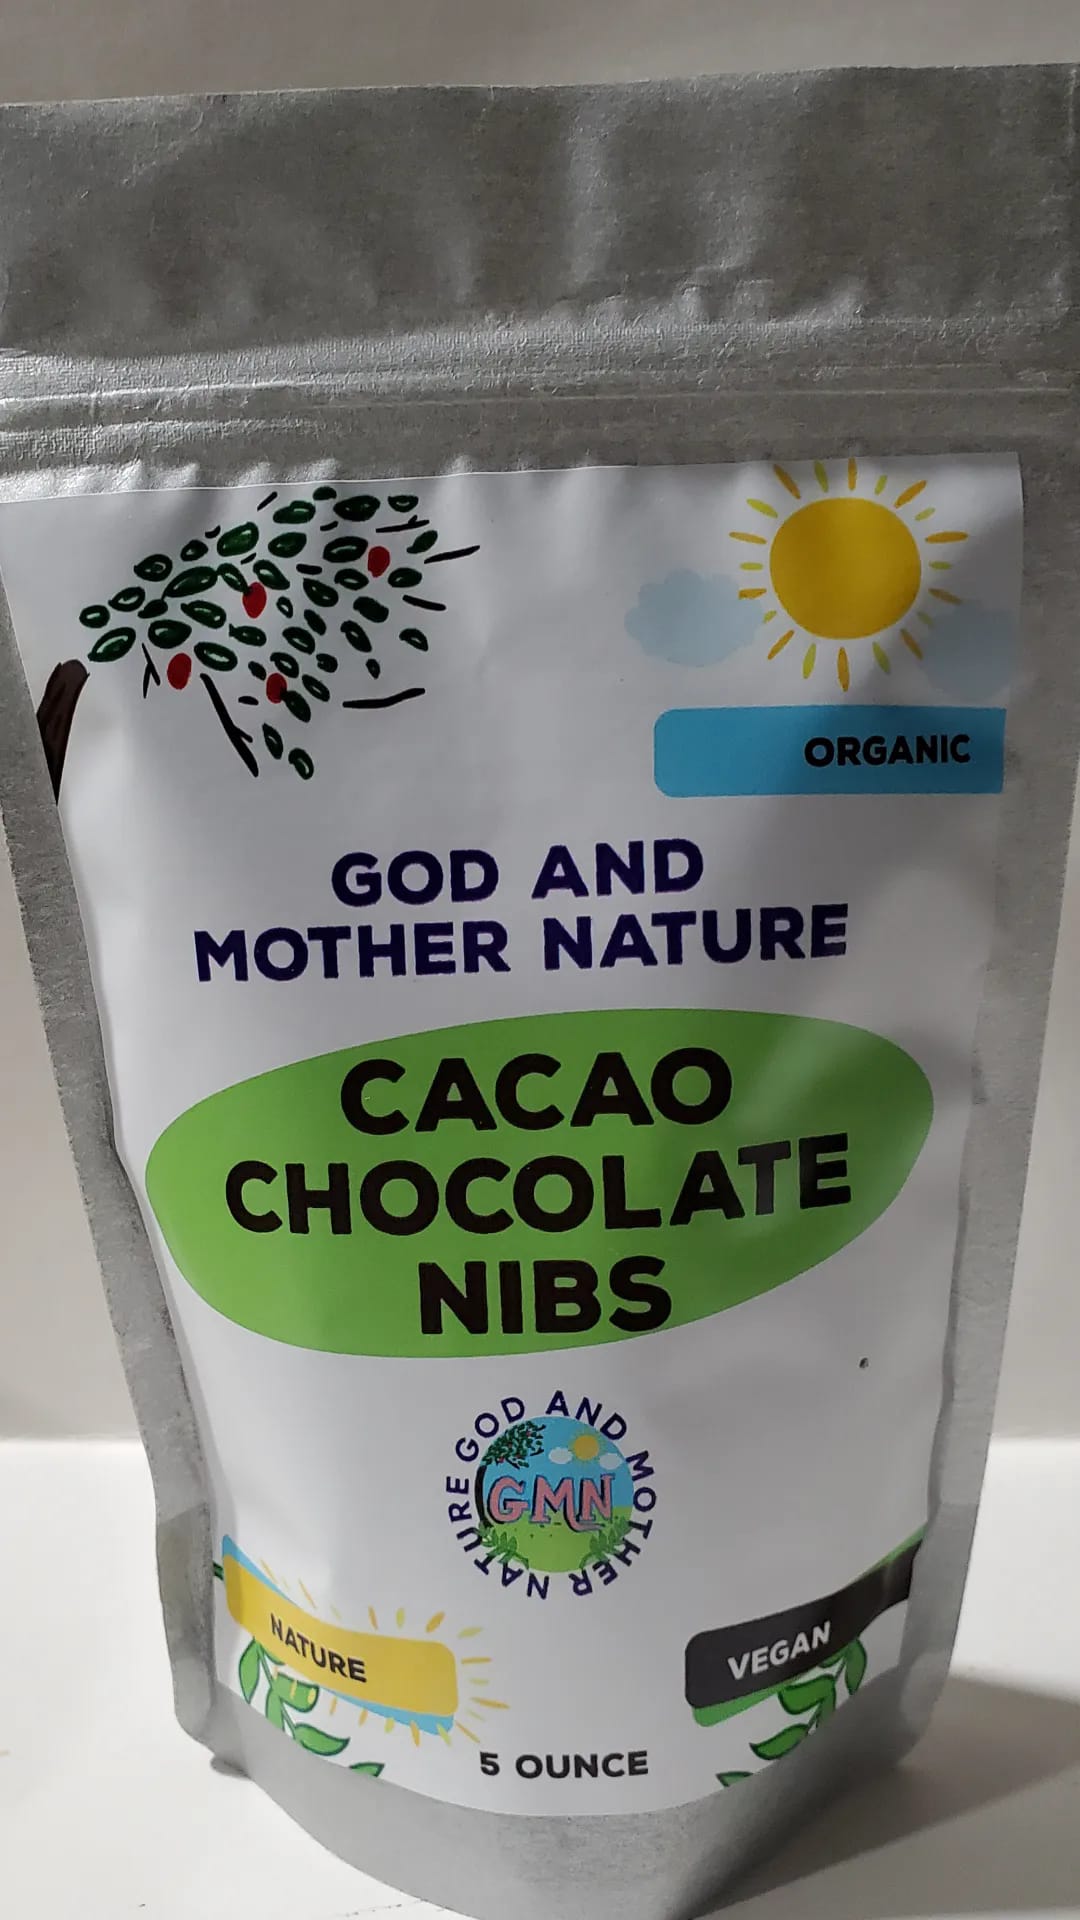 ORGANIC
GOD AND
MOTHER NATURE
CACAO
CHOCOLATE
NIBS
GOD AND MOTHER NATURE
GMN
NATURE
VEGAN
5 OUNCE